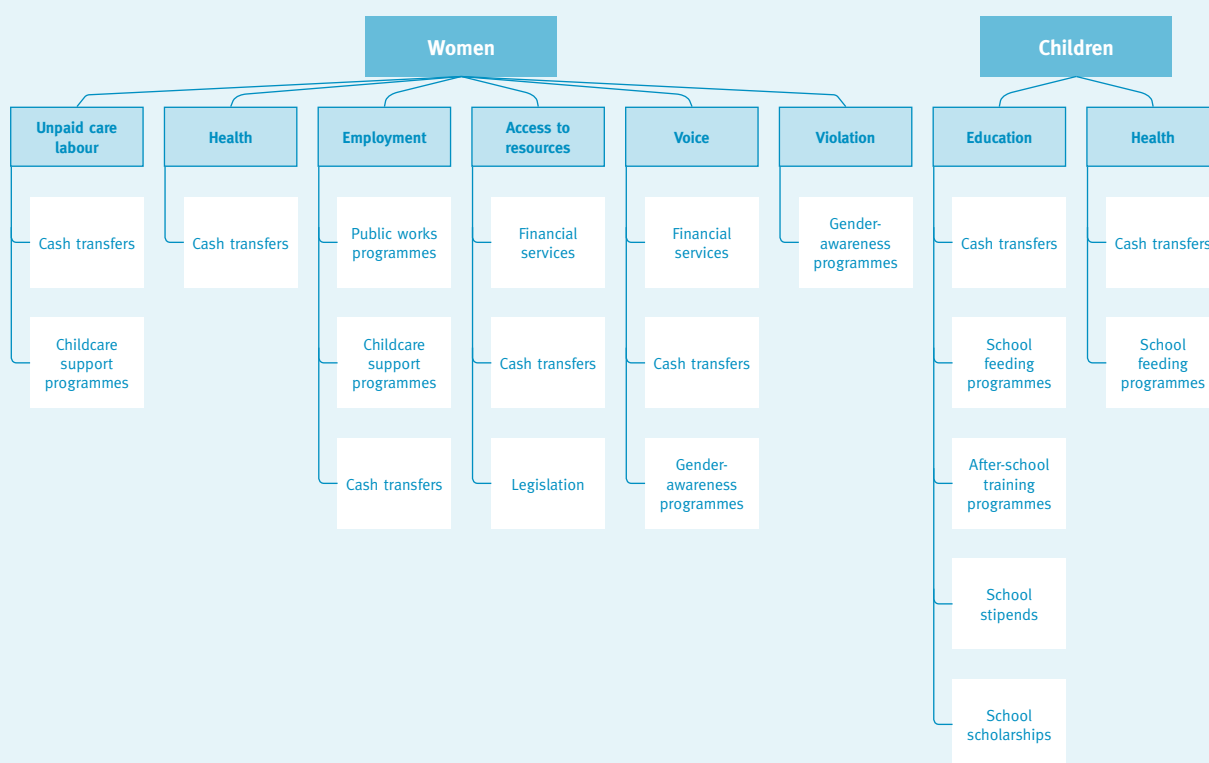 Women
Children
Unpaid care
labour
Health
Employment
Access to
resources
Voice
Violation
Education
Health
Cash transfers
Cash transfers
Public works
programmes
Financial
services
Financial
services
Gender-
awareness
programmes
Cash transfers
Cash transfers
Childcare
support
programmes
Childcare
support
programmes
Cash transfers
Cash transfers
School
feeding
programmes
School
feeding
programmes
Cash transfers
Legislation
Gender-
awareness
programmes
After-school
training
programmes
School
stipends
School
scholarships